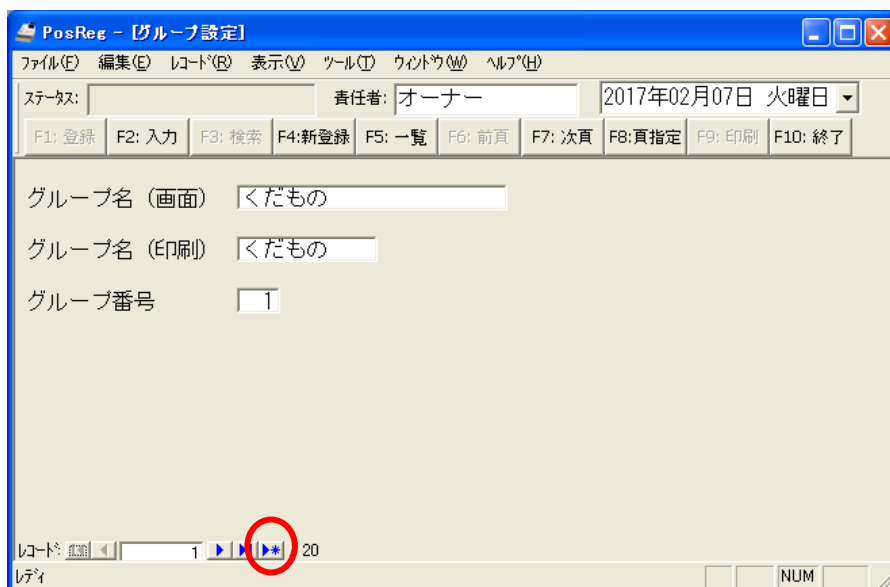 PosReg - [グループ設定]
ファイル(F) 編集(E) レコード(R) 表示(V) ツール(T) ウィンドウ(W) ヘルプ(H)
ステータス: 責任者: オーナー 2017年02月07日 火曜日
F1: 登録 F2: 入力 F3: 検索 F4:新登録 F5: 一覧 F6: 前頁 F7: 次頁 F8:頁指定 F9: 印刷 F10: 終了
グループ名（画面） くだもの
グループ名（印刷） くだもの
グループ番号 1
レコード: 1 / 20
レディ NUM